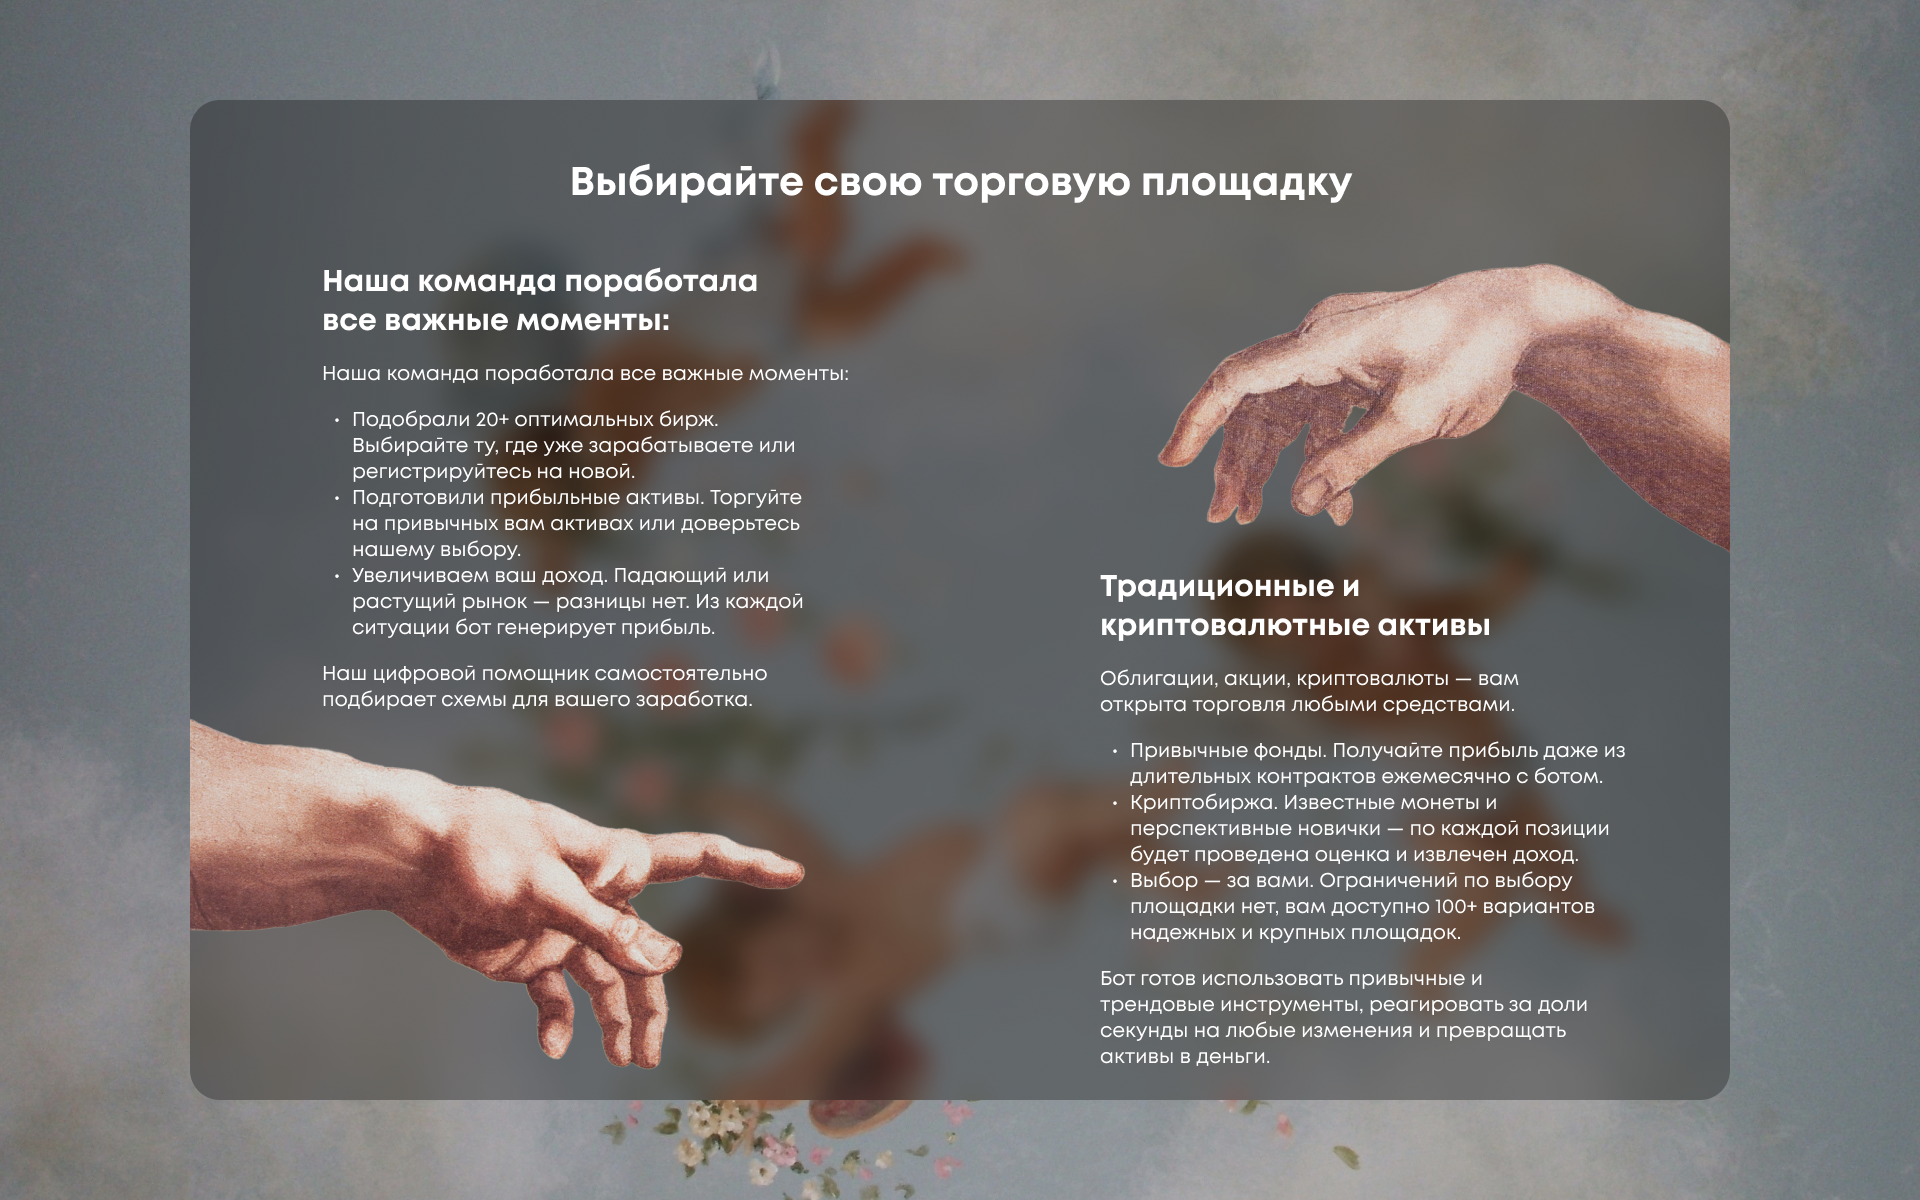 Выбирайте свою торговую площадку
Наша команда поработала
все важные моменты:
Наша команда поработала все важные моменты:
• Подобрали 20+ оптимальных бирж.
Выбирайте ту, где уже зарабатываете или
регистрируйтесь на новой.
• Подготовили прибыльные активы. Торгуйте
на привычных вам активах или доверьтесь
нашему выбору.
• Увеличиваем ваш доход. Падающий или
растущий рынок — разницы нет. Из каждой
ситуации бот генерирует прибыль.
Наш цифровой помощник самостоятельно
подбирает схемы для вашего заработка.
Традиционные и
криптовалютные активы
Облигации, акции, криптовалюты — вам
открыта торговля любыми средствами.
• Привычные фонды. Получайте прибыль даже из
длительных контрактов ежемесячно с ботом.
• Криптобиржа. Известные монеты и
перспективные новички — по каждой позиции
будет проведена оценка и извлечен доход.
• Выбор — за вами. Ограничений по выбору
площадки нет, вам доступно 100+ вариантов
надежных и крупных площадок.
Бот готов использовать привычные и
трендовые инструменты, реагировать за доли
секунды на любые изменения и превращать
активы в деньги.